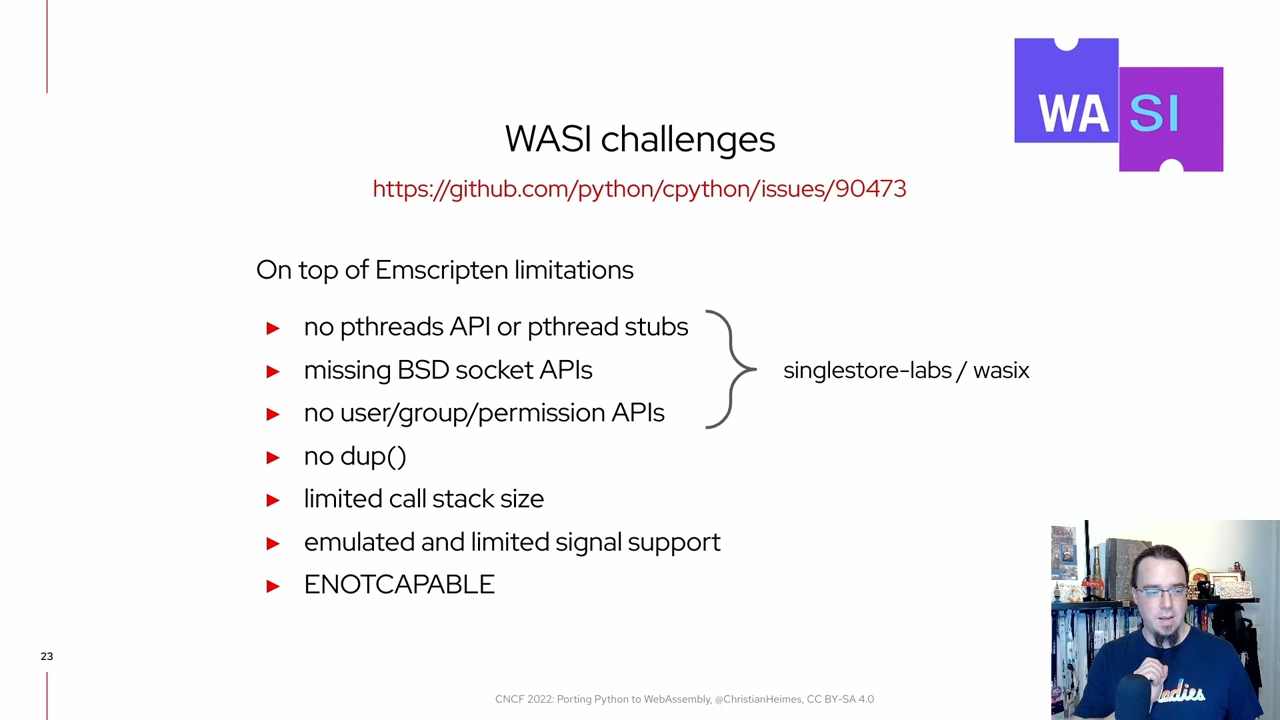 WA SI
WASI challenges
https://github.com/python/cpython/issues/90473
On top of Emscripten limitations
► no pthreads API or pthread stubs
► missing BSD socket APIs
► no user/group/permission APIs
singlestore-labs / wasix
► no dup()
► limited call stack size
► emulated and limited signal support
► ENOTCAPABLE
23
CNCF 2022: Porting Python to WebAssembly, @ChristianHeimes, CC BY-SA 4.0